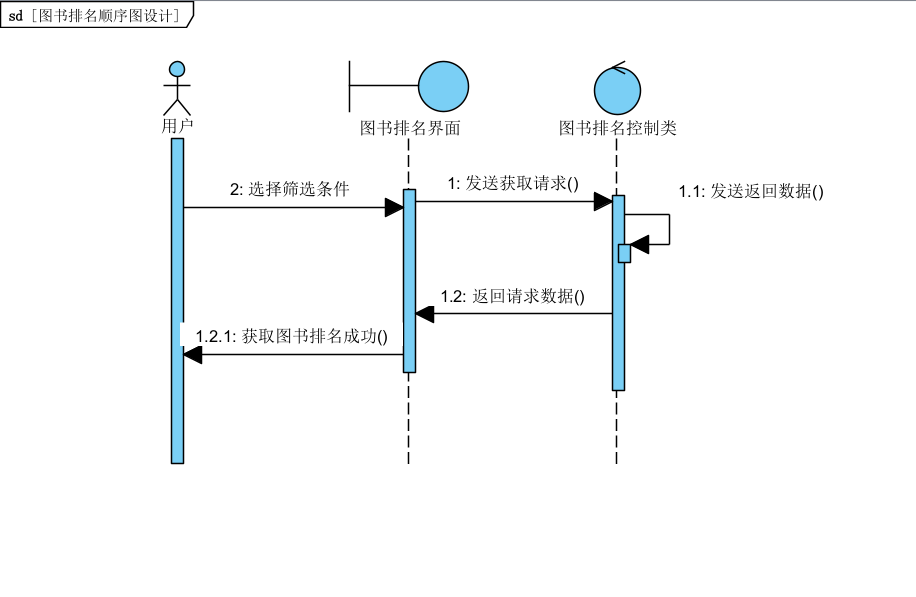 sd [图书排名顺序图设计]
用户
图书排名界面
图书排名控制类
2: 选择筛选条件
1: 发送获取请求()
1.1: 发送返回数据()
1.2: 返回请求数据()
1.2.1: 获取图书排名成功()